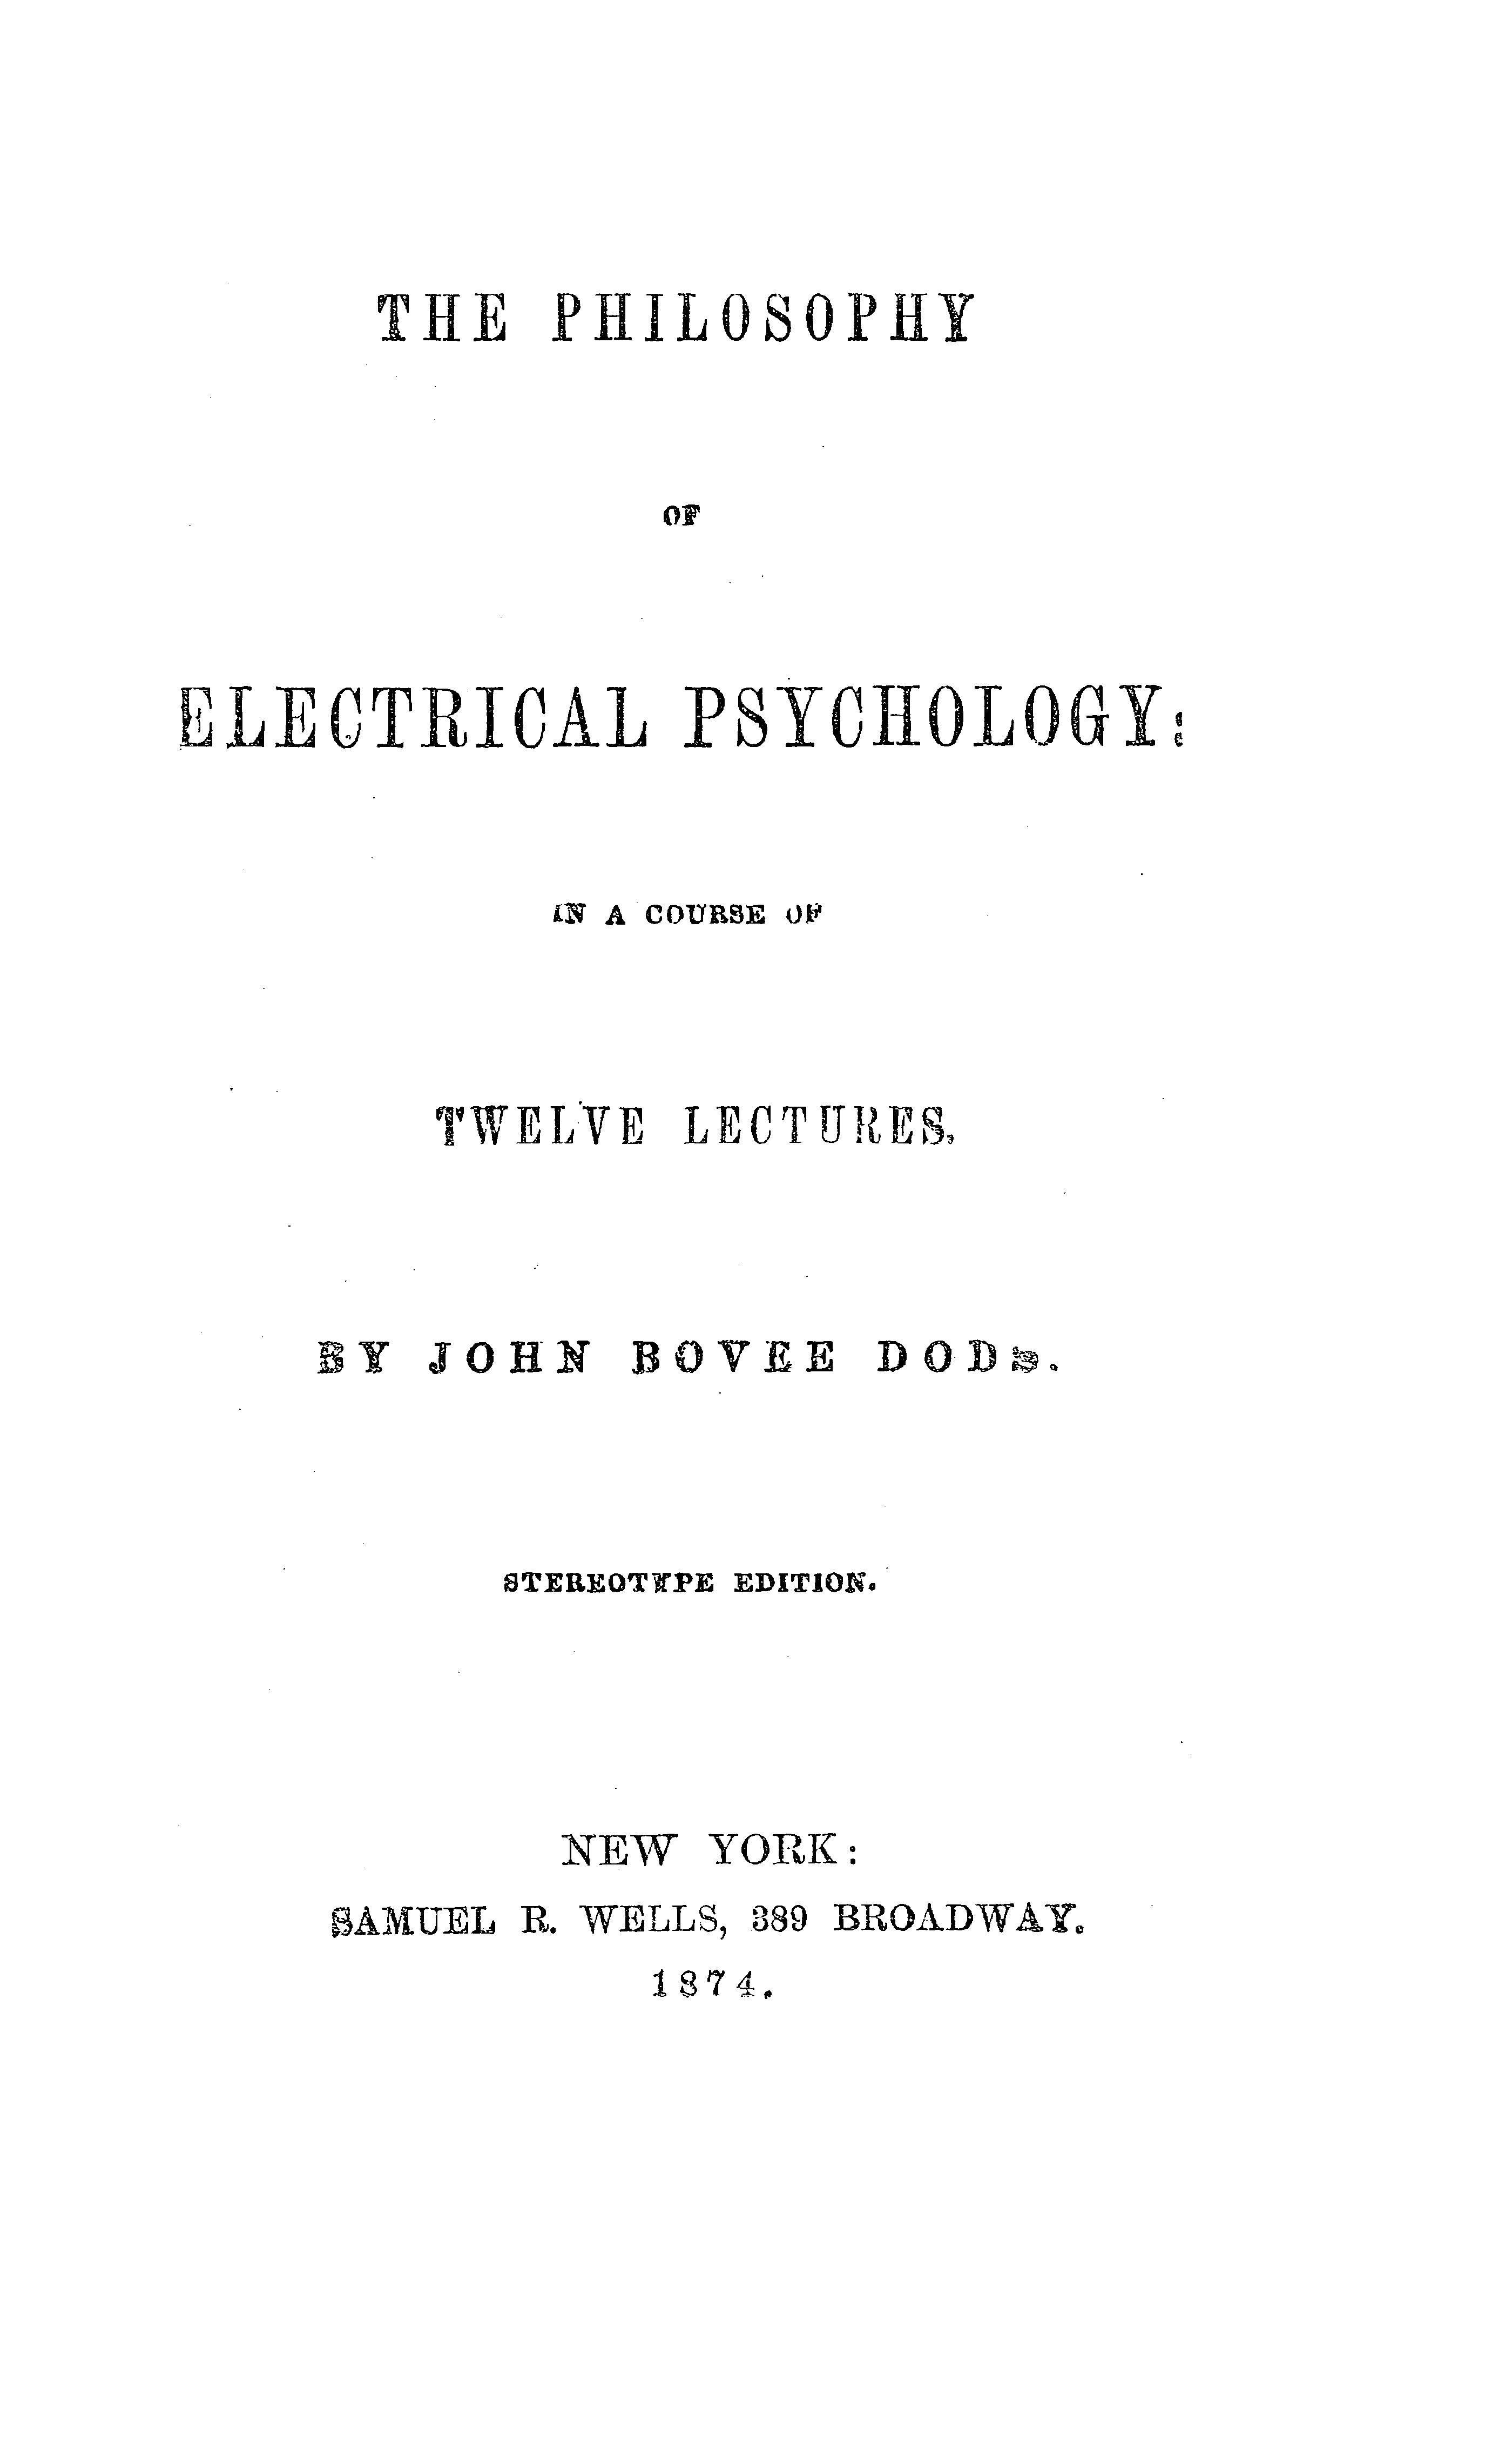 THE PHILOSOPHY
OF
ELECTRICAL PSYCHOLOGY:
IN A COURSE OF
TWELVE LECTURES,
BY JOHN BOVEE DODS.
STEREOTYPE EDITION.
NEW YORK:
SAMUEL R. WELLS, 389 BROADWAY.
1874.